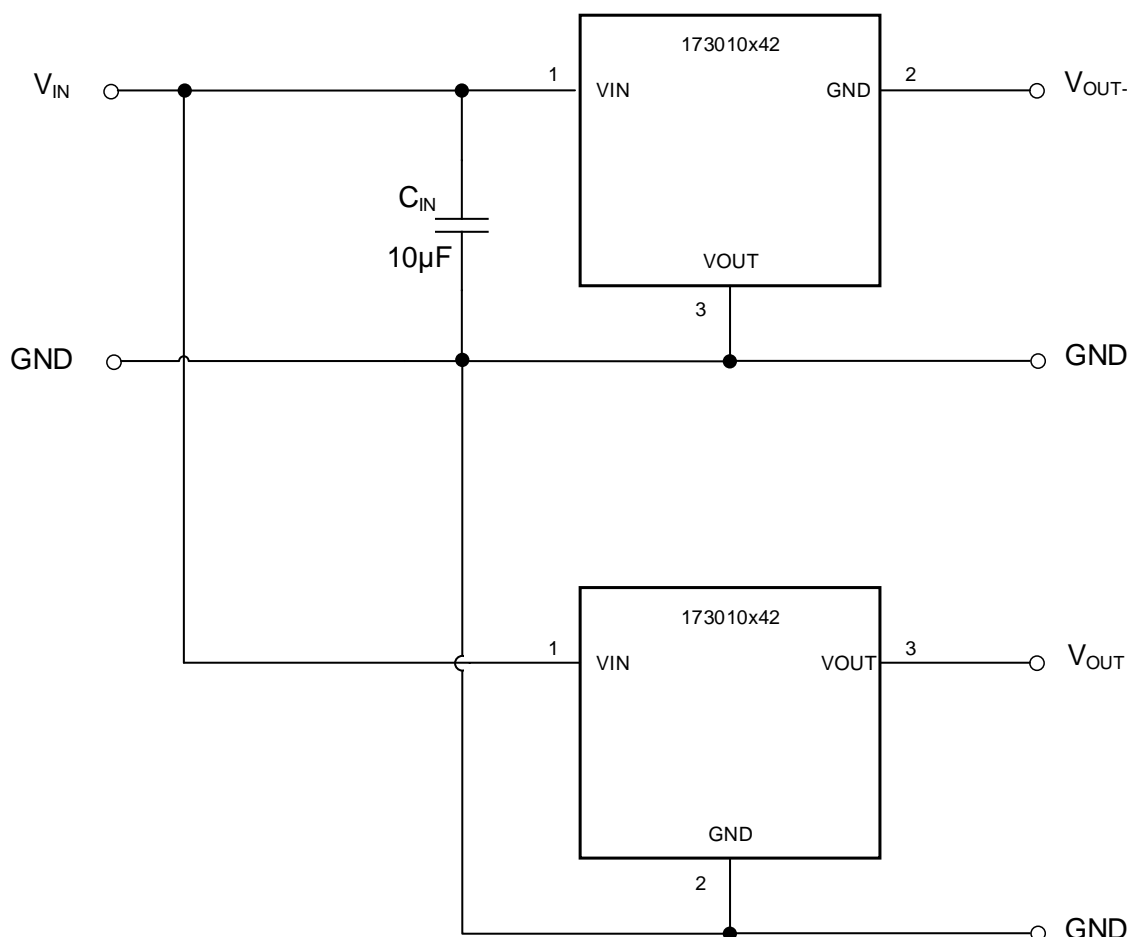 173010x42
V_IN
1
VIN
GND
2
V_OUT-
C_IN
10µF
VOUT
3
GND
GND
173010x42
1
VIN
VOUT
3
V_OUT
GND
2
GND